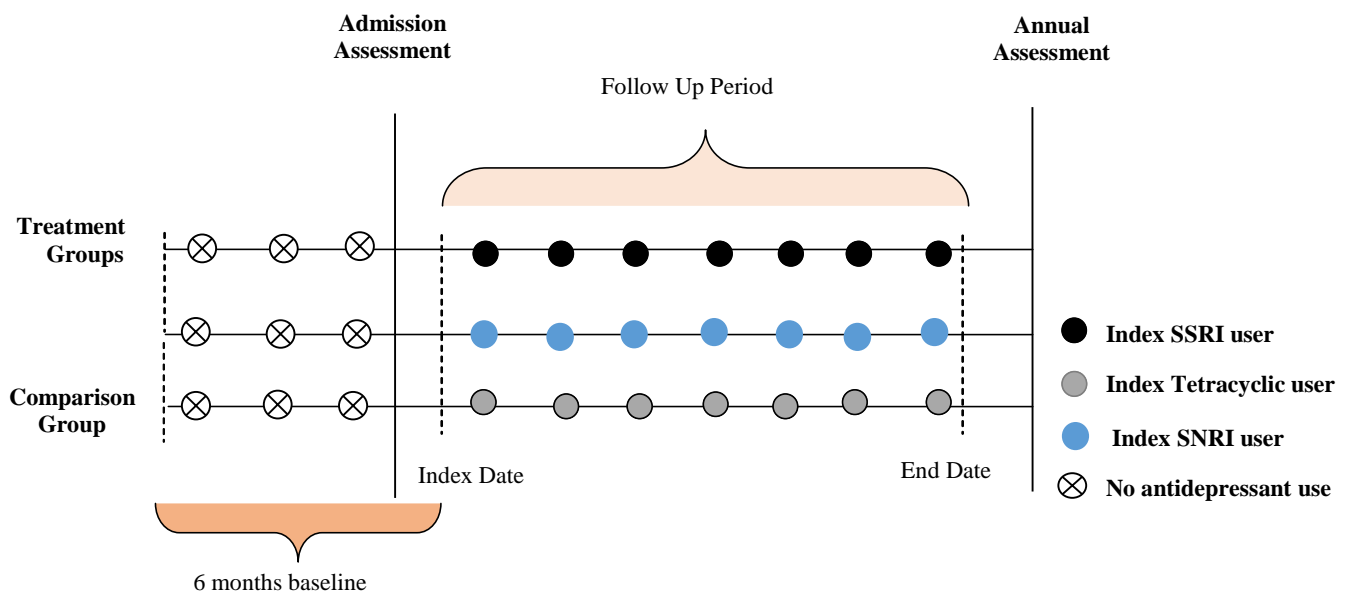 Admission
Assessment
Annual
Assessment
Follow Up Period
Treatment
Groups
Comparison
Group
Index Date
End Date
6 months baseline
Index SSRI user
Index Tetracyclic user
Index SNRI user
No antidepressant use